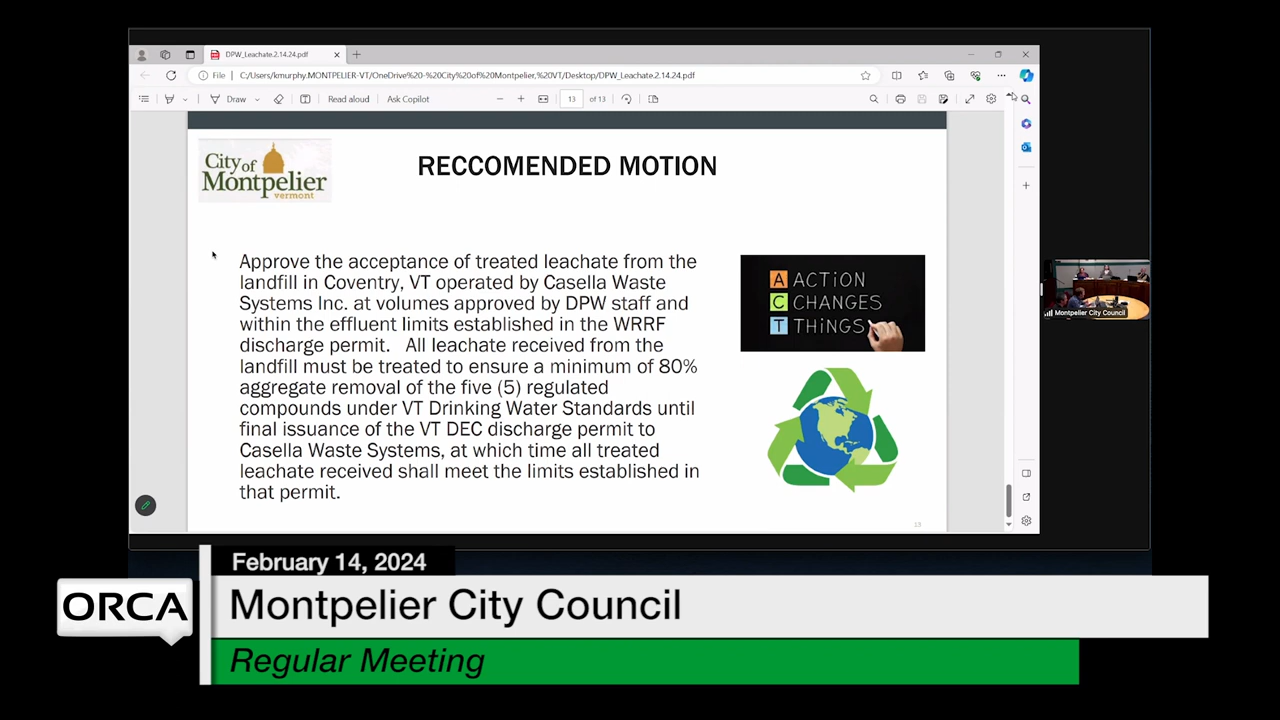 DPW_Leachate.2.14.24.pdf
File
C:/Users/kmurphy.MONTPELIER-VT/OneDrive%20-%20City%20of%20Montpelier,%20VT/Desktop/DPW_Leachate.2.14.24.pdf
Draw
Read aloud
Ask Copilot
13 of 13
City of
Montpelier
vermont
RECCOMENDED MOTION
Approve the acceptance of treated leachate from the
landfill in Coventry, VT operated by Casella Waste
Systems Inc. at volumes approved by DPW staff and
within the effluent limits established in the WRRF
discharge permit. All leachate received from the
landfill must be treated to ensure a minimum of 80%
aggregate removal of the five (5) regulated
compounds under VT Drinking Water Standards until
final issuance of the VT DEC discharge permit to
Casella Waste Systems, at which time all treated
leachate received shall meet the limits established in
that permit.
A ACTiON
C CHANGES
T THiNGS
13
Montpelier City Council
February 14, 2024
ORCA
Montpelier City Council
Regular Meeting